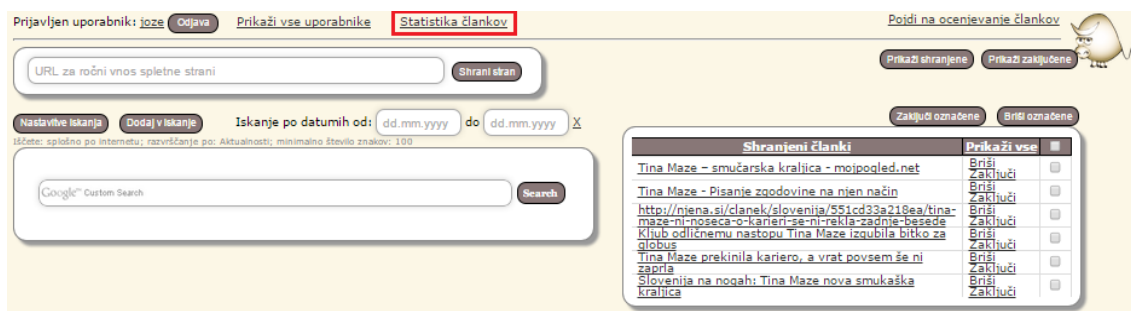 Prijavljen uporabnik: joze Odjava Prikaži vse uporabnike Statistika člankov Pojdi na ocenjevanje člankov
URL za ročni vnos spletne strani Shrani stran
Prikaži shranjene Prikaži zaključene
Nastavitve iskanja Dodaj v iskanje Iskanje po datumih od: dd.mm.yyyy do dd.mm.yyyy X
Iščete: splošno po internetu; razvrščanje po: Aktualnosti; minimalno število znakov: 100
Google™ Custom Search Search
Zaključi označene Briši označene
Shranjeni članki Prikaži vse
Tina Maze – smučarska kraljica - mojpogled.net Briši
Zaključi
Tina Maze - Pisanje zgodovine na njen način Briši
Zaključi
http://njena.si/clanek/slovenija/551cd33a218ea/tina- Briši
maze-ni-noseca-o-karieri-se-ni-rekla-zadnje-besede Zaključi
Kljub odličnemu nastopu Tina Maze izgubila bitko za Briši
globus Zaključi
Tina Maze prekinila kariero, a vrat povsem še ni Briši
zaprla Zaključi
Slovenija na nogah: Tina Maze nova smukaška Briši
kraljica Zaključi